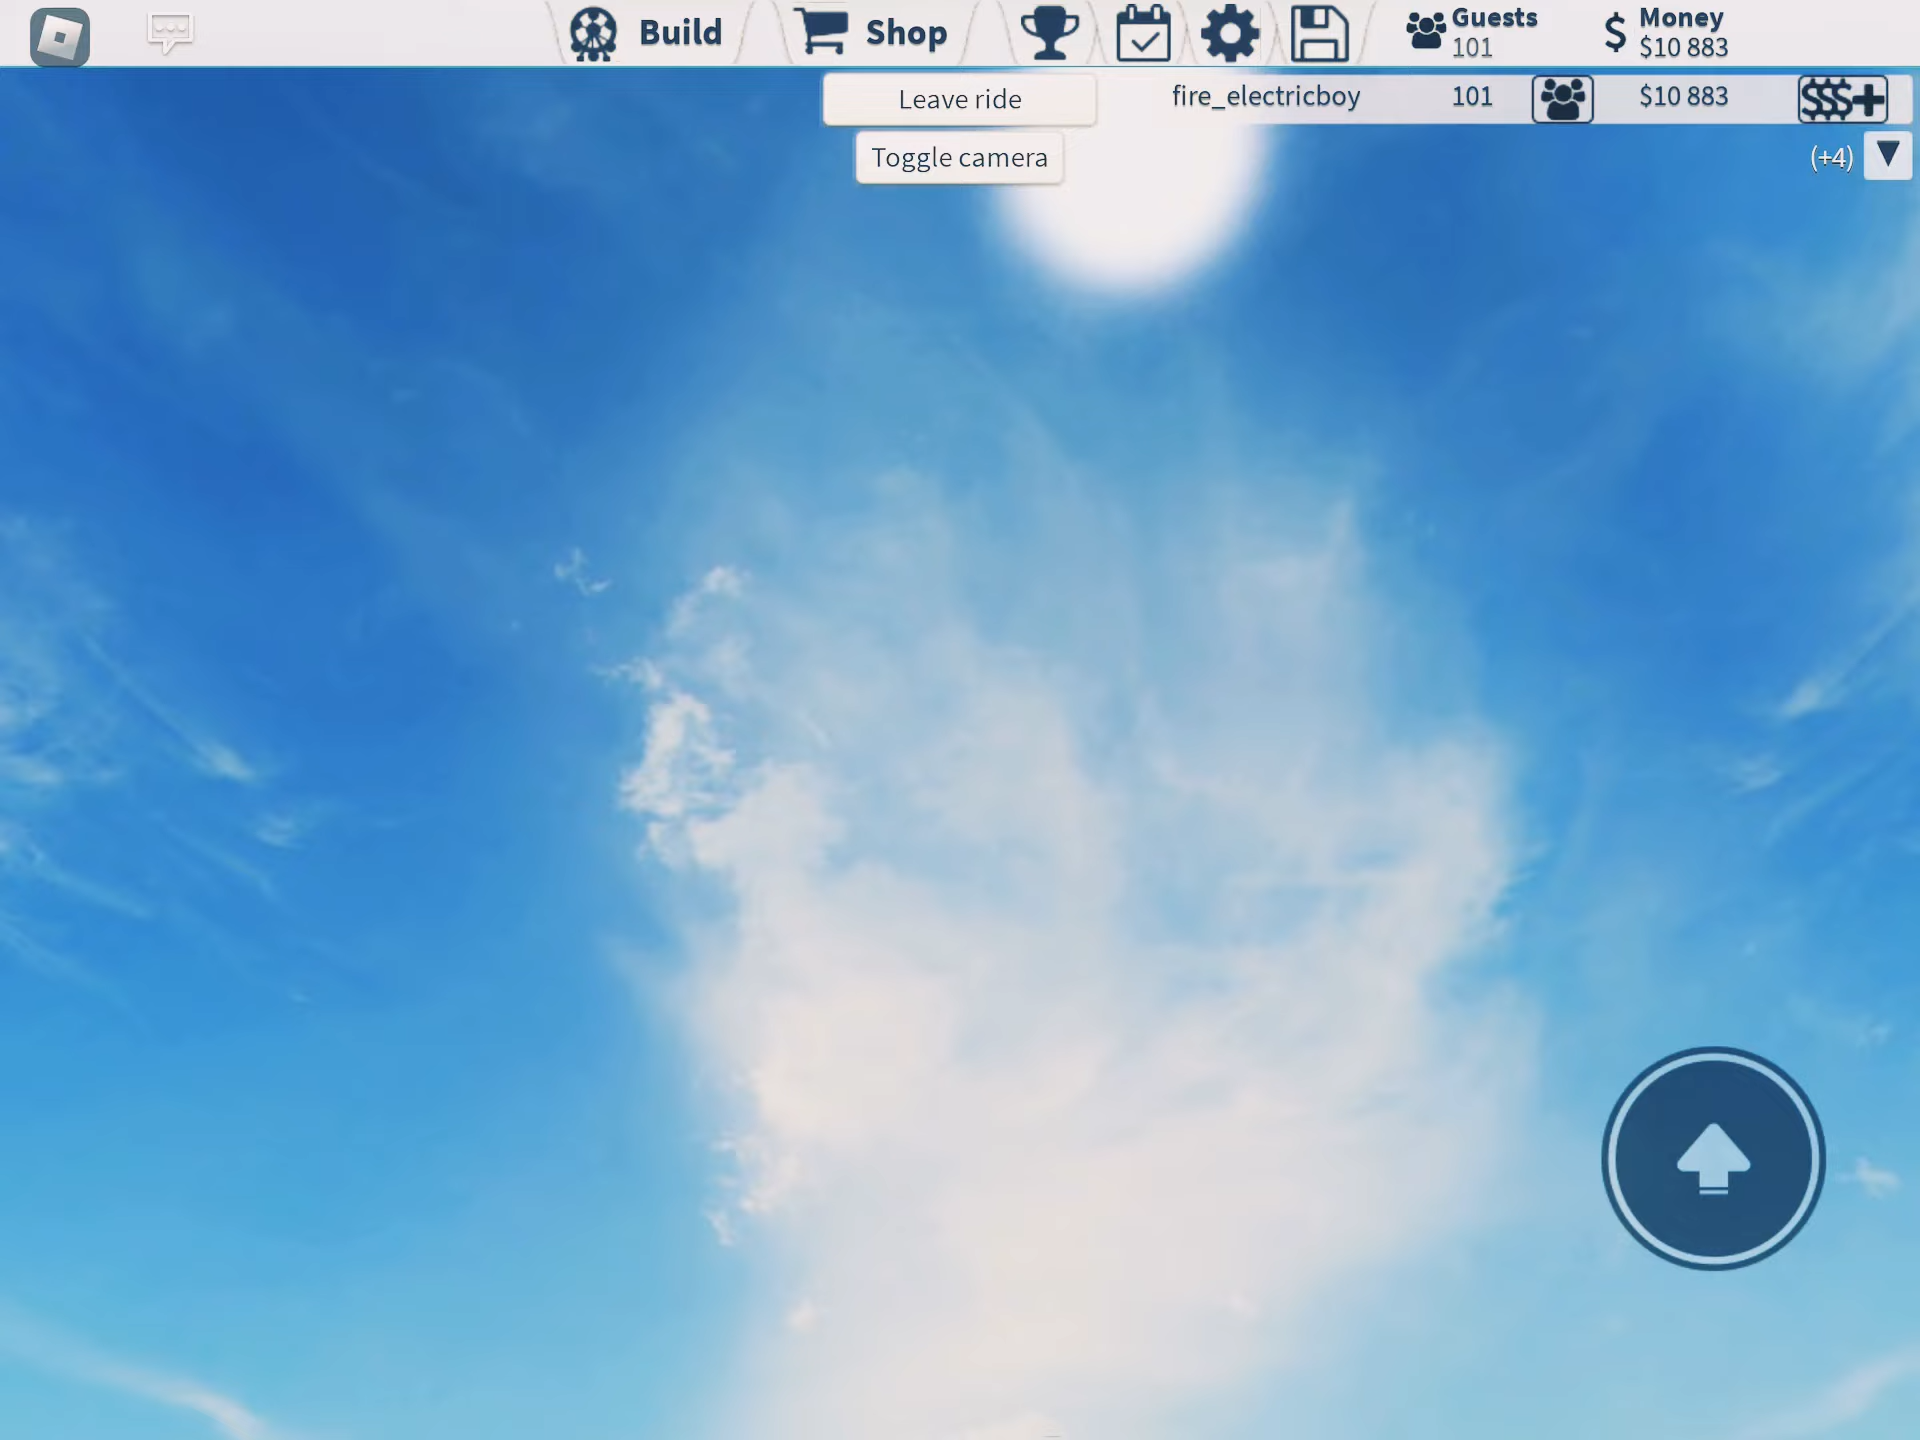 Build
Shop
Guests
101
$ Money
$10 883
Leave ride
fire_electricboy
101
$10 883
$$$+
Toggle camera
(+4)